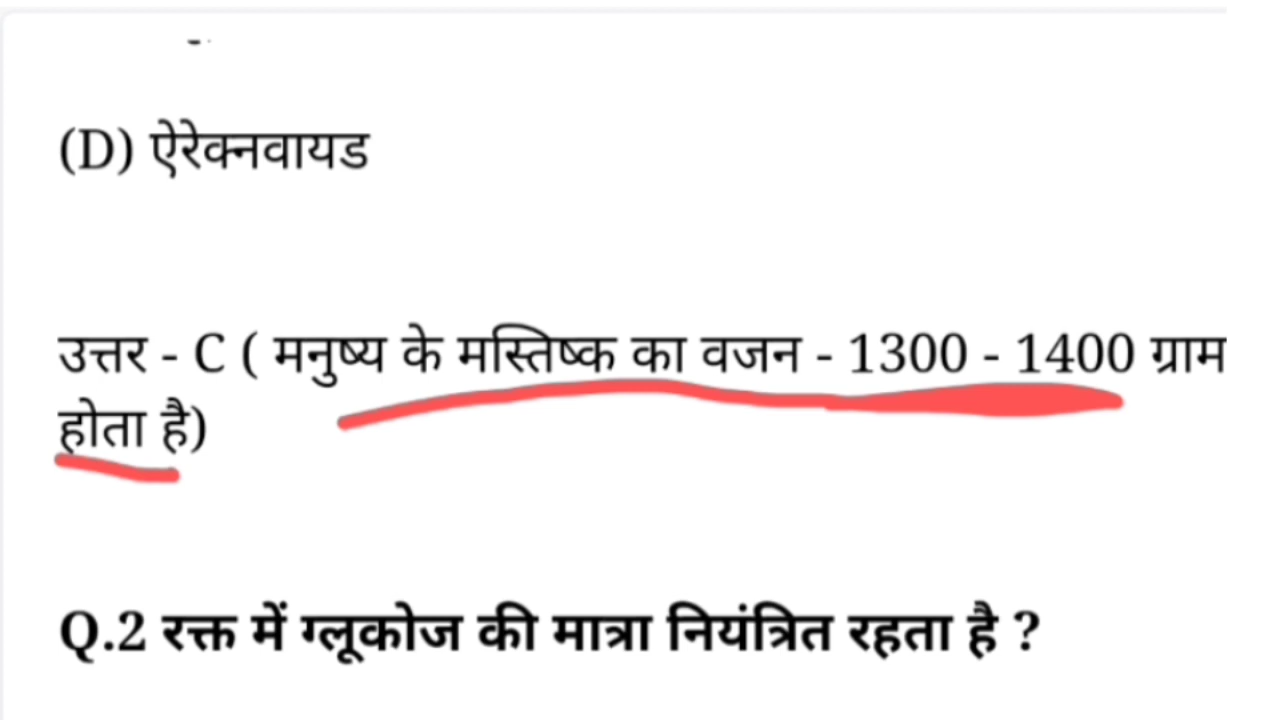 (D) ऐरेक्नवायड
उत्तर - C ( मनुष्य के मस्तिष्क का वजन - 1300 - 1400 ग्राम
होता है)
Q.2 रक्त में ग्लूकोज की मात्रा नियंत्रित रहता है ?